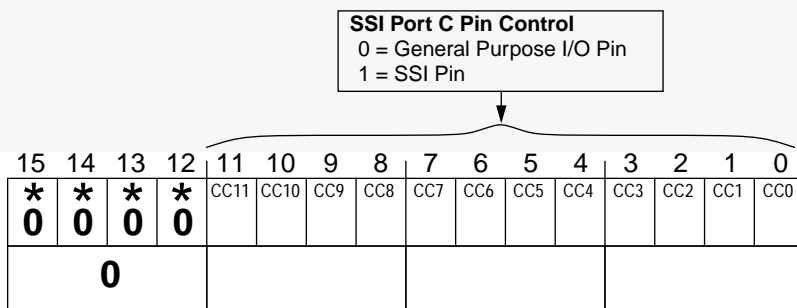 SSI Port C Pin Control
0 = General Purpose I/O Pin
1 = SSI Pin
15 14 13 12 11 10 9 8 7 6 5 4 3 2 1 0
* * * * CC11 CC10 CC9 CC8 CC7 CC6 CC5 CC4 CC3 CC2 CC1 CC0
0 0 0 0
0